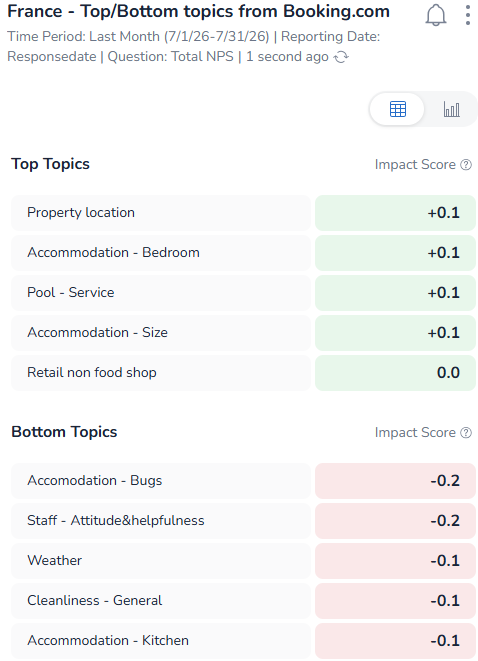 France - Top/Bottom topics from Booking.com
Time Period: Last Month (7/1/26-7/31/26) | Reporting Date:
Responsedate | Question: Total NPS | 1 second ago
Top Topics Impact Score ?
Property location +0.1
Accommodation - Bedroom +0.1
Pool - Service +0.1
Accommodation - Size +0.1
Retail non food shop 0.0
Bottom Topics Impact Score ?
Accomodation - Bugs -0.2
Staff - Attitude&helpfulness -0.2
Weather -0.1
Cleanliness - General -0.1
Accommodation - Kitchen -0.1